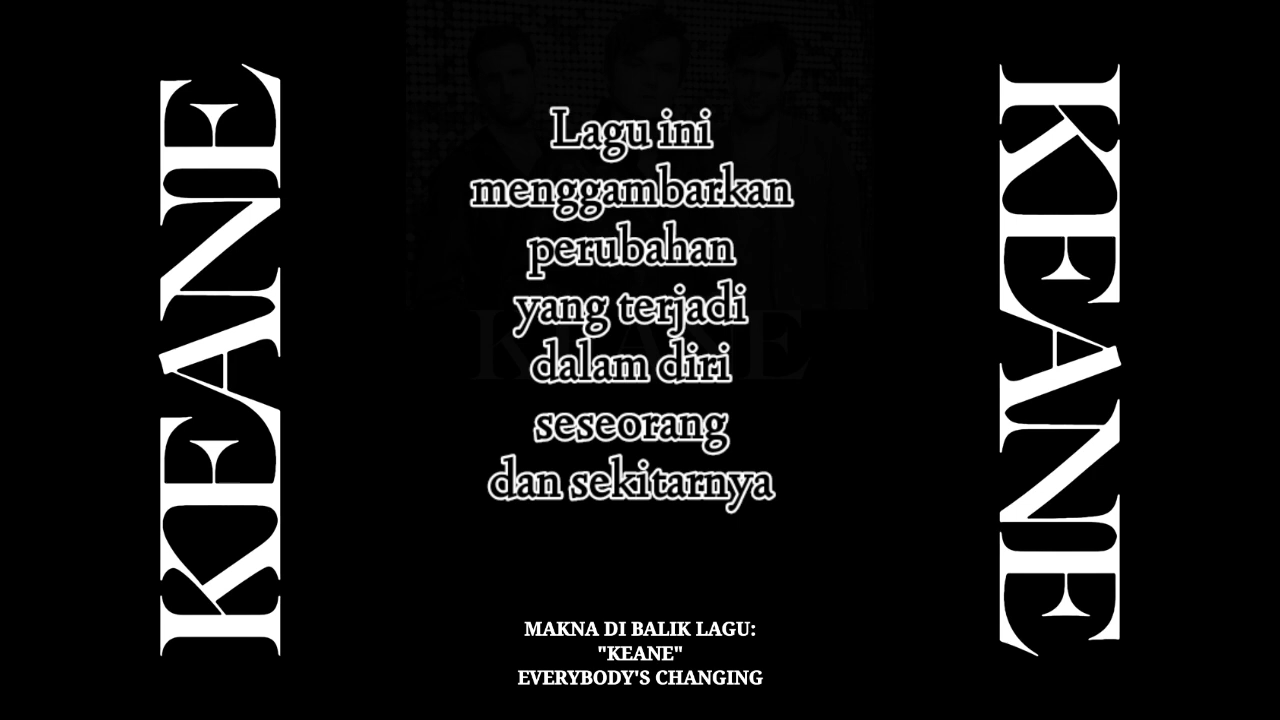 KEANE
Lagu ini
menggambarkan
perubahan
yang terjadi
dalam diri
seseorang
dan sekitarnya
KEANE
KEANE
MAKNA DI BALIK LAGU:
"KEANE"
EVERYBODY'S CHANGING